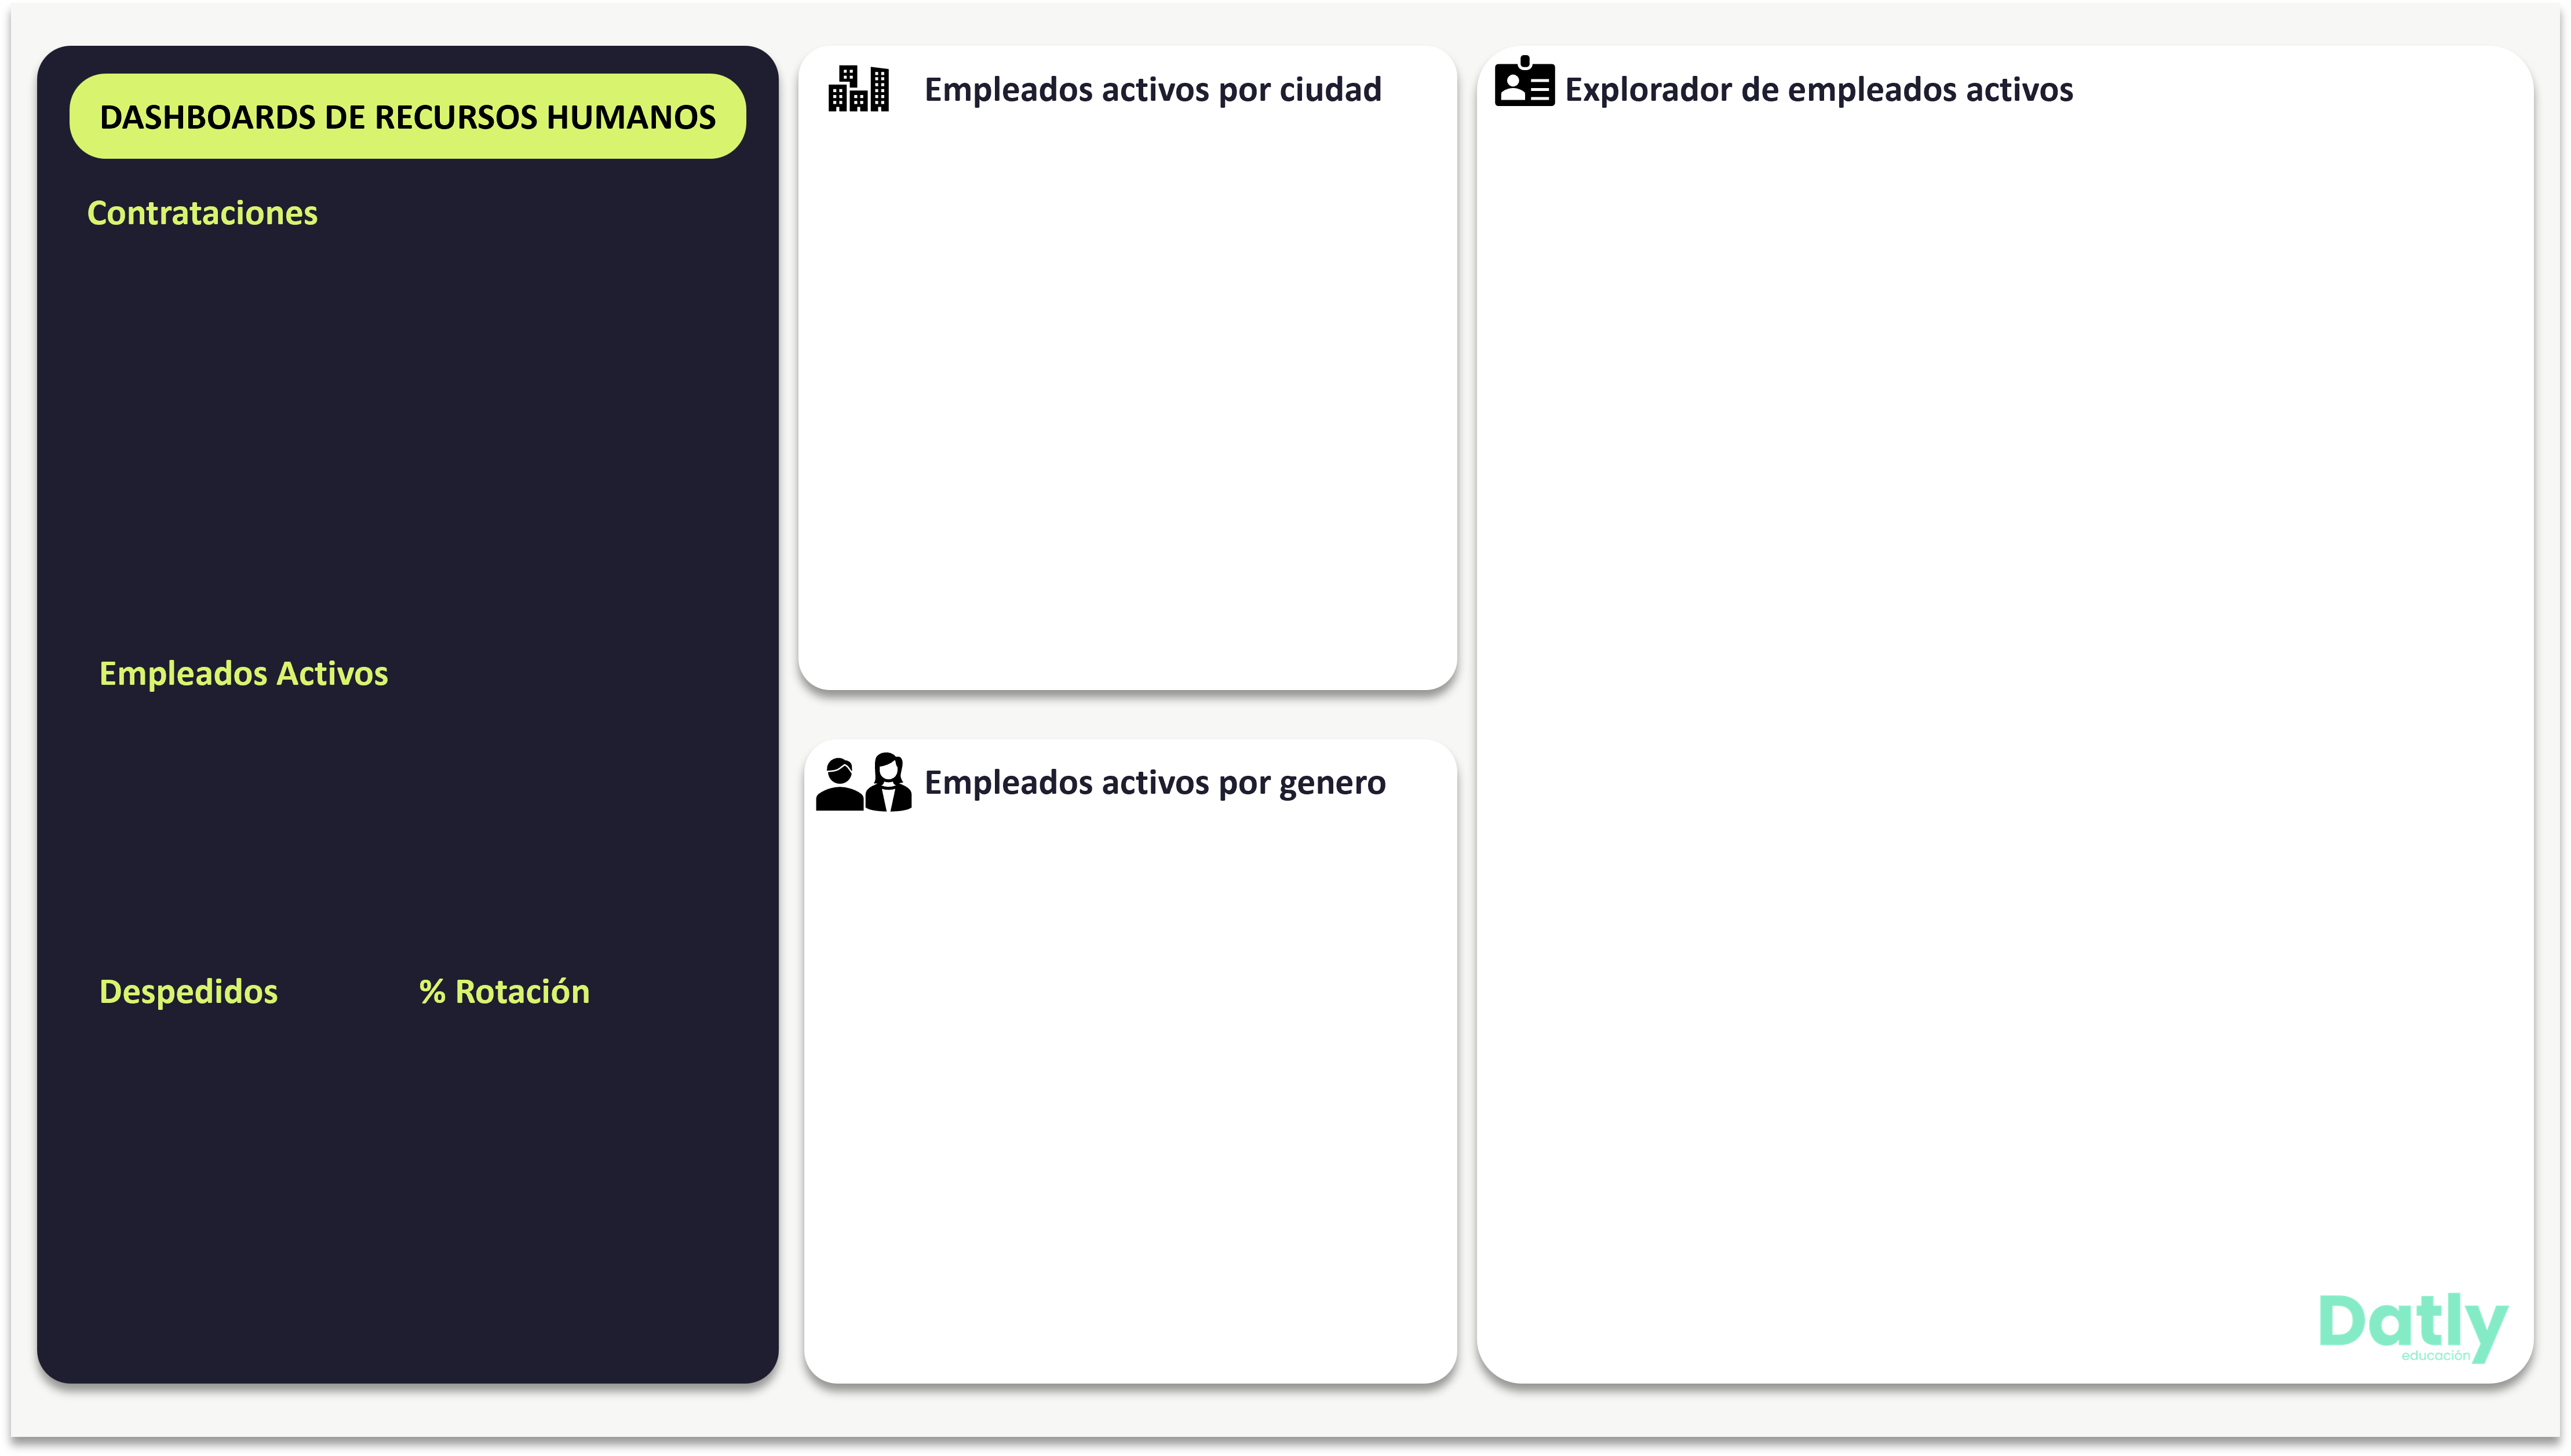 DASHBOARDS DE RECURSOS HUMANOS
Contrataciones
Empleados Activos
Despedidos
% Rotación
Empleados activos por ciudad
Empleados activos por genero
Explorador de empleados activos
Datly
educación